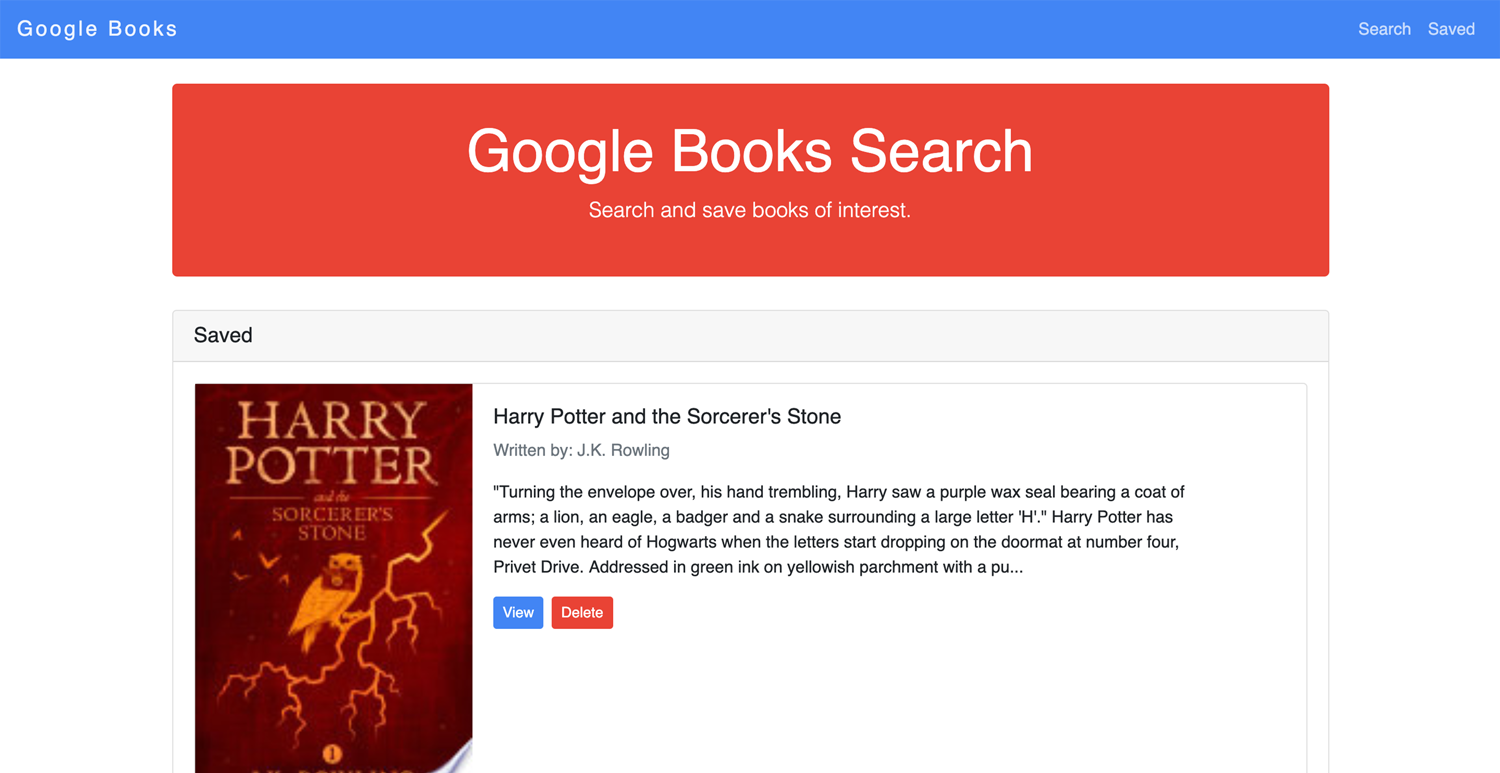 Google Books
Search Saved
Google Books Search
Search and save books of interest.
Saved
HARRY
POTTER
and the
SORCERER'S
STONE
1
Harry Potter and the Sorcerer's Stone
Written by: J.K. Rowling
"Turning the envelope over, his hand trembling, Harry saw a purple wax seal bearing a coat of
arms; a lion, an eagle, a badger and a snake surrounding a large letter 'H'." Harry Potter has
never even heard of Hogwarts when the letters start dropping on the doormat at number four,
Privet Drive. Addressed in green ink on yellowish parchment with a pu...
View Delete